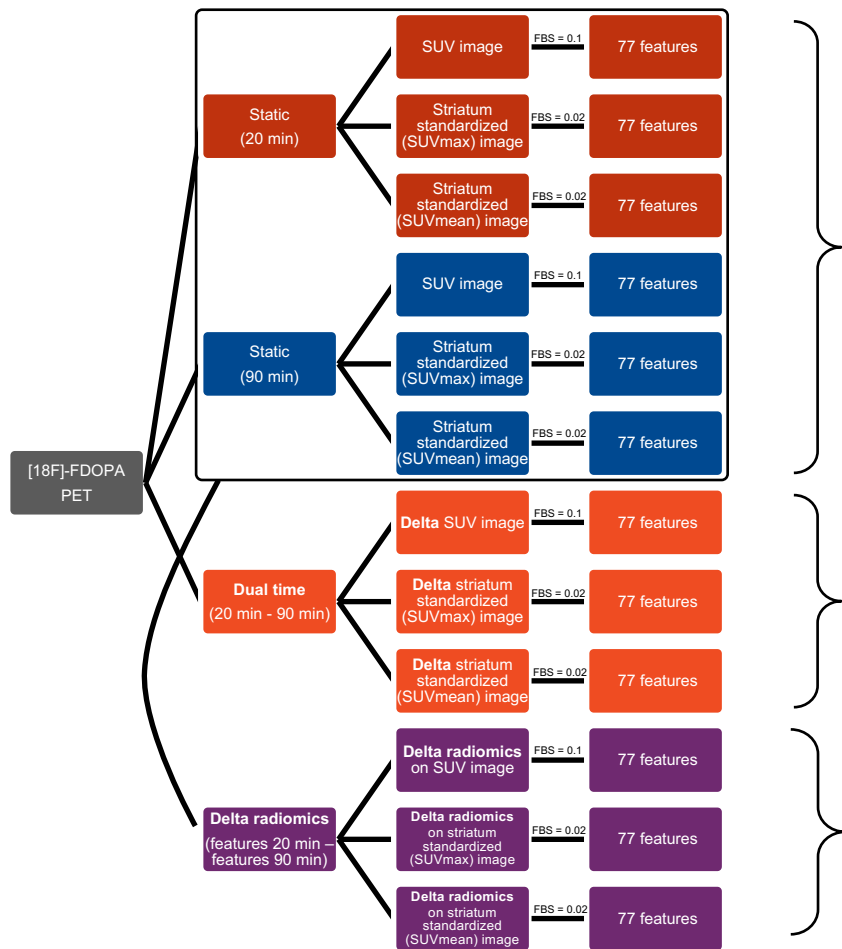 [18F]-FDOPA
PET
Static
(20 min)
SUV image
FBS = 0.1
77 features
Striatum
standardized
(SUVmax) image
FBS = 0.02
77 features
Striatum
standardized
(SUVmean) image
FBS = 0.02
77 features
Static
(90 min)
SUV image
FBS = 0.1
77 features
Striatum
standardized
(SUVmax) image
FBS = 0.02
77 features
Striatum
standardized
(SUVmean) image
FBS = 0.02
77 features
Dual time
(20 min - 90 min)
Delta SUV image
FBS = 0.1
77 features
Delta striatum
standardized
(SUVmax) image
FBS = 0.02
77 features
Delta striatum
standardized
(SUVmean) image
FBS = 0.02
77 features
Delta radiomics
(features 20 min –
features 90 min)
Delta radiomics
on SUV image
FBS = 0.1
77 features
Delta radiomics
on striatum
standardized
(SUVmax) image
FBS = 0.02
77 features
Delta radiomics
on striatum
standardized
(SUVmean) image
FBS = 0.02
77 features